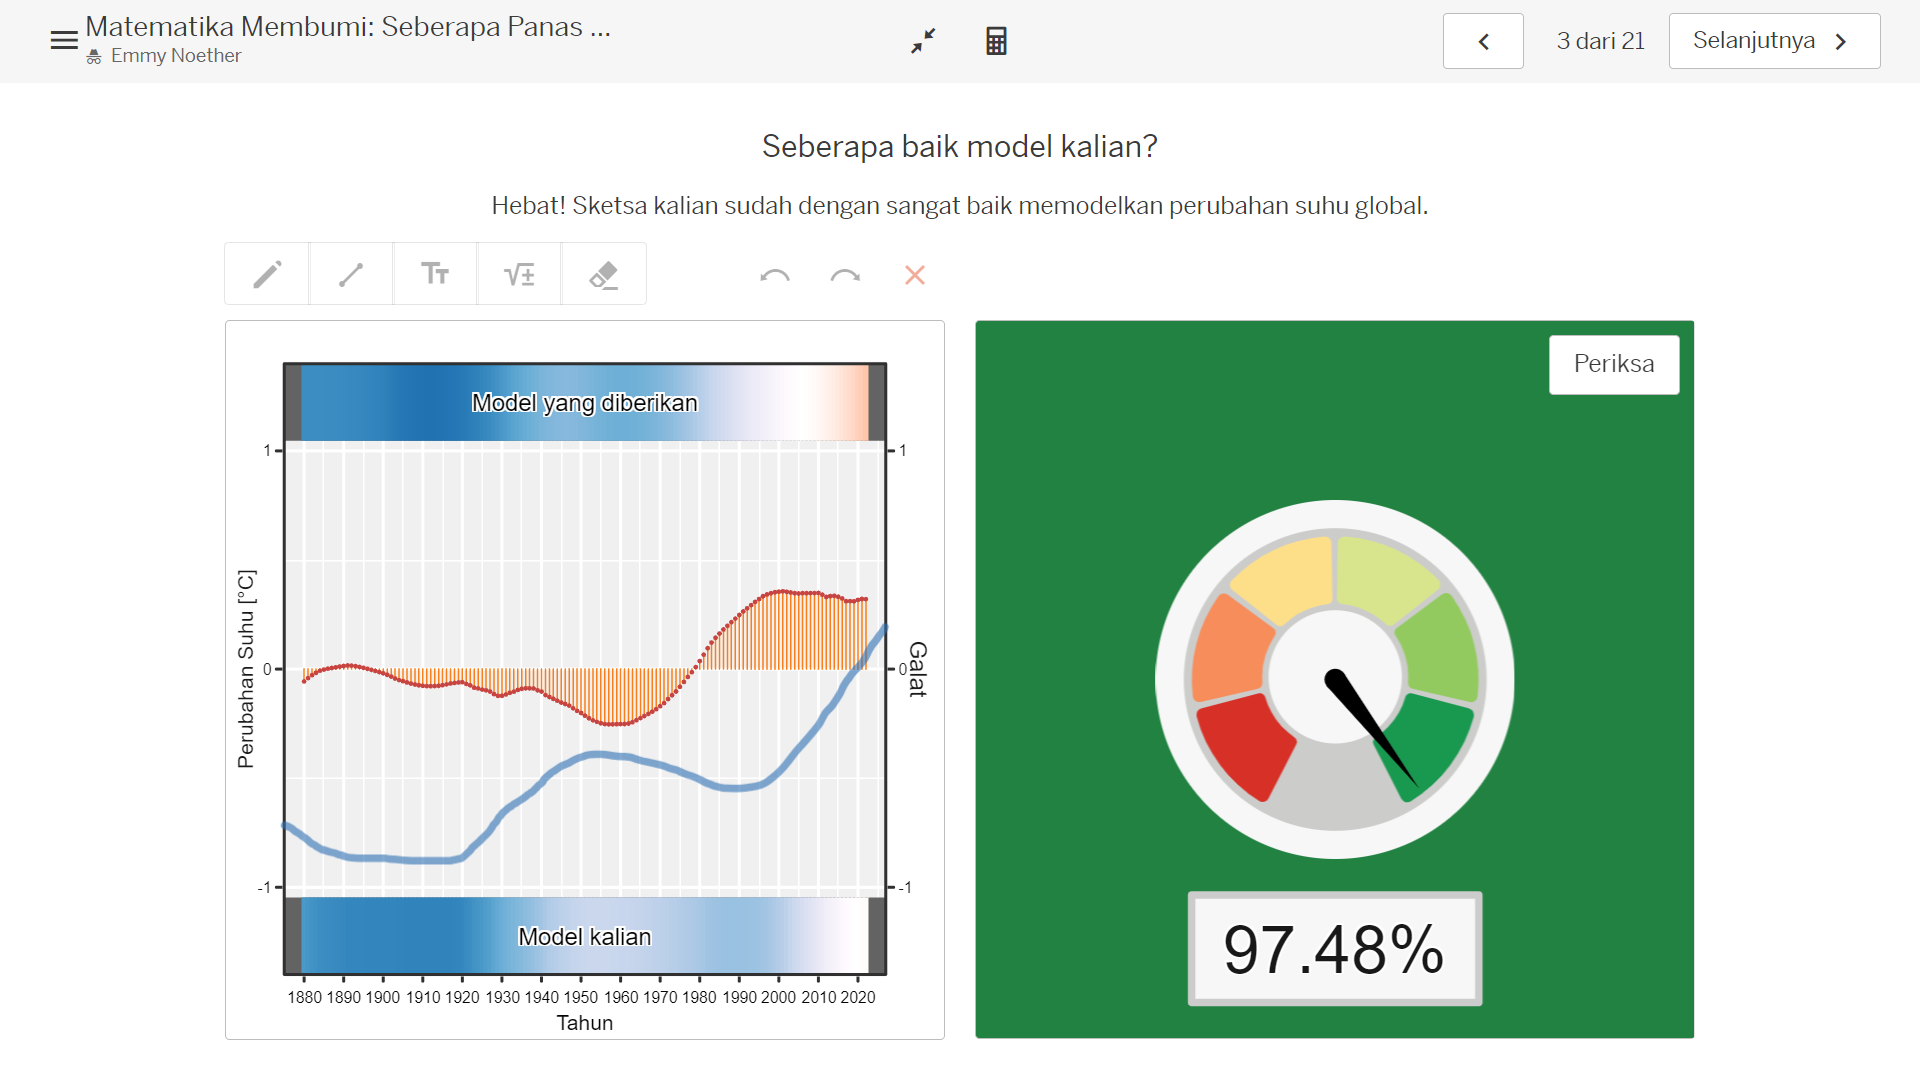 Matematika Membumi: Seberapa Panas ...
Emmy Noether
3 dari 21
Selanjutnya
Seberapa baik model kalian?
Hebat! Sketsa kalian sudah dengan sangat baik memodelkan perubahan suhu global.
Periksa
Model yang diberikan
1
1
Perubahan Suhu [°C]
0
0
Galat
-1
-1
Model kalian
1880 1890 1900 1910 1920 1930 1940 1950 1960 1970 1980 1990 2000 2010 2020
Tahun
97.48%